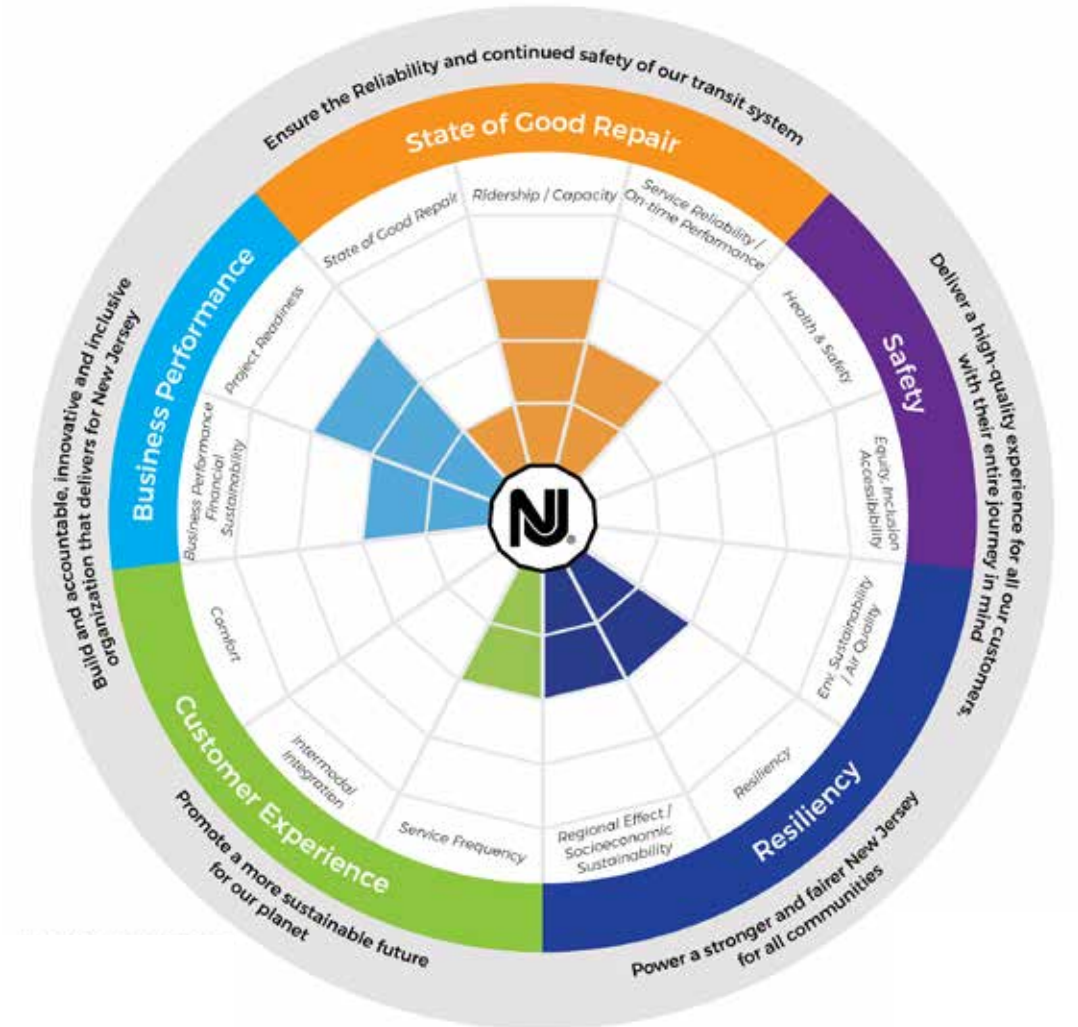 Ensure the Reliability and continued safety of our transit system
State of Good Repair
State of Good Repair
Ridership / Capacity
Service Reliability /
On-time Performance
Deliver a high-quality experience for all our customers,
with their entire journey in mind
Safety
Health & Safety
Equity, Inclusion
Accessibibility
Power a stronger and fairer New Jersey
for all communities
Resiliency
Env. Sustainability
/ Air Quality
Resiliency
Regional Effect /
Socioeconomic
Sustainability
Promote a more sustainable future
for our planet
Customer Experience
Service Frequency
Intermodal
Integration
Comfort
Build and accountable, innovative and inclusive
organization that delivers for New Jersey
Business Performance
Business Performance
Financial
Sustainability
Project Readiness
NJ®